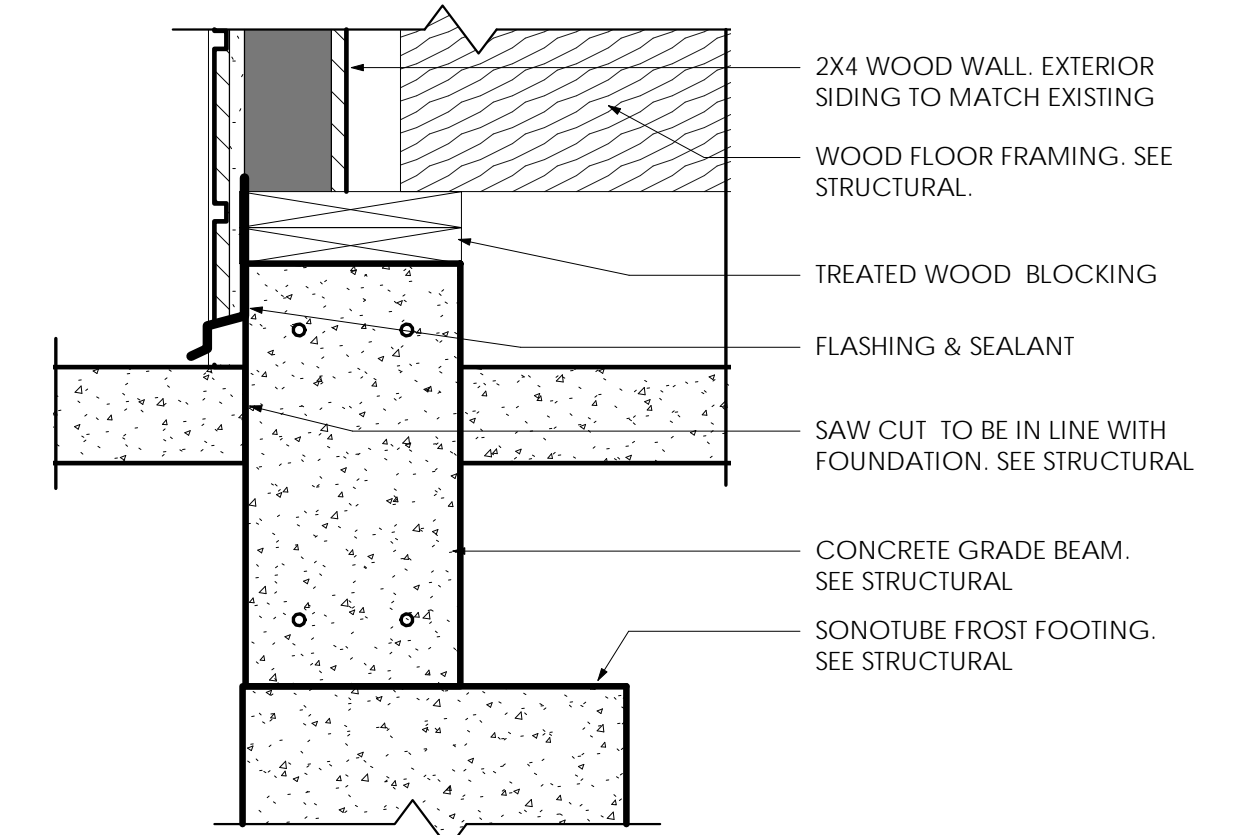 2X4 WOOD WALL. EXTERIOR
SIDING TO MATCH EXISTING
WOOD FLOOR FRAMING. SEE
STRUCTURAL.
TREATED WOOD BLOCKING
FLASHING & SEALANT
SAW CUT TO BE IN LINE WITH
FOUNDATION. SEE STRUCTURAL
CONCRETE GRADE BEAM.
SEE STRUCTURAL
SONOTUBE FROST FOOTING.
SEE STRUCTURAL